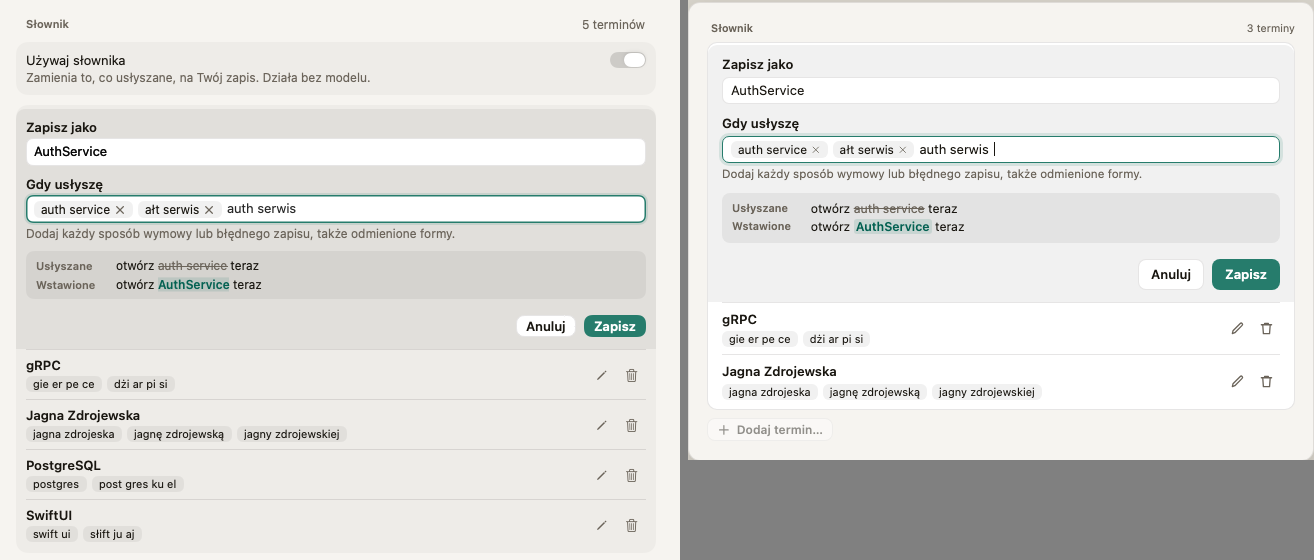 Słownik
5 terminów
Używaj słownika
Zamienia to, co usłyszane, na Twój zapis. Działa bez modelu.
Zapisz jako
AuthService
Gdy usłyszę
auth service ałt serwis auth serwis
Dodaj każdy sposób wymowy lub błędnego zapisu, także odmienione formy.
Usłyszane otwórz auth service teraz
Wstawione otwórz AuthService teraz
Anuluj Zapisz
gRPC
gie er pe ce dżi ar pi si
Jagna Zdrojewska
jagna zdrojeska jagnę zdrojewską jagny zdrojewskiej
PostgreSQL
postgres post gres ku el
SwiftUI
swift ui słift ju aj
Słownik
3 terminy
Zapisz jako
AuthService
Gdy usłyszę
auth service ałt serwis auth serwis
Dodaj każdy sposób wymowy lub błędnego zapisu, także odmienione formy.
Usłyszane otwórz auth service teraz
Wstawione otwórz AuthService teraz
Anuluj Zapisz
gRPC
gie er pe ce dżi ar pi si
Jagna Zdrojewska
jagna zdrojeska jagnę zdrojewską jagny zdrojewskiej
+ Dodaj termin...